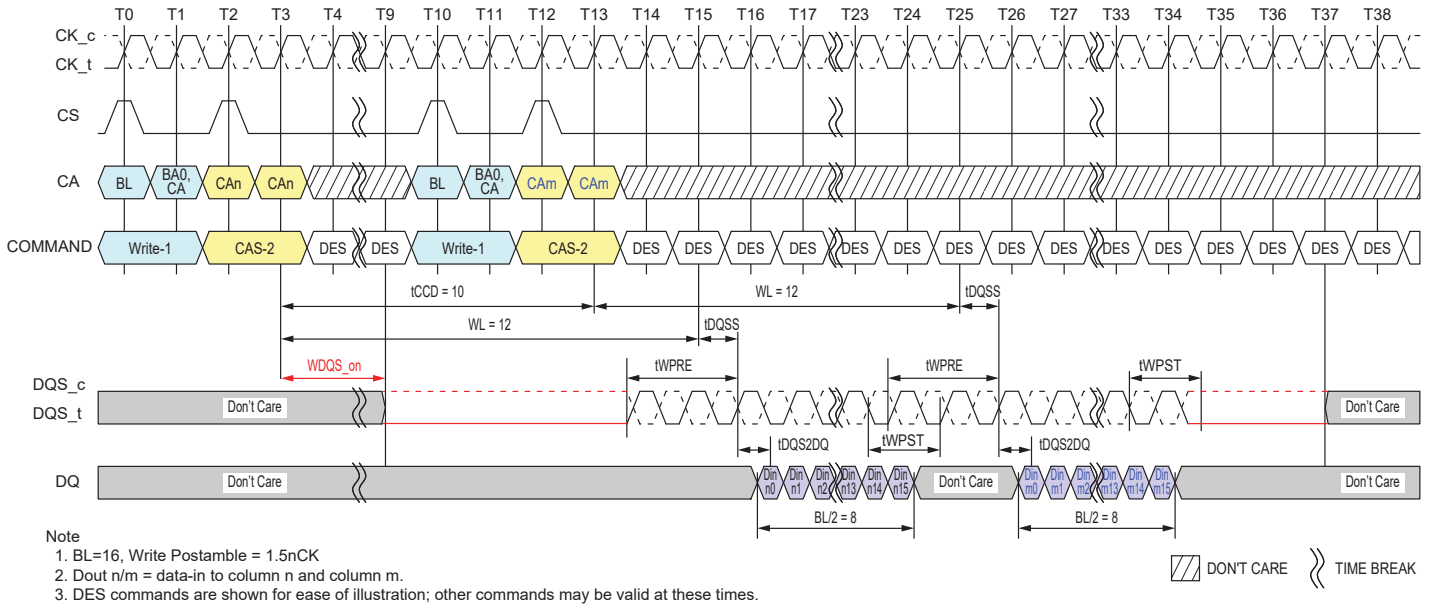 T0 T1 T2 T3 T4 T9 T10 T11 T12 T13 T14 T15 T16 T17 T23 T24 T25 T26 T27 T33 T34 T35 T36 T37 T38
CK_c
CK_t
CS
CA BL BA0, CA CAn CAn BL BA0, CA CAm CAm
COMMAND Write-1 CAS-2 DES DES Write-1 CAS-2 DES DES DES DES DES DES DES DES DES DES DES DES DES DES DES
tCCD = 10 WL = 12 tDQSS
WL = 12 tDQSS
WDQS_on tWPRE tWPRE tWPST
DQS_c
DQS_t Don't Care Don't Care
tDQS2DQ tWPST tDQS2DQ
DQ Don't Care Din n0 Din n1 Din n2 Din n13 Din n14 Din n15 Don't Care Din m0 Din m1 Din m2 Din m13 Din m14 Din m15 Don't Care
BL/2 = 8 BL/2 = 8
Note
1. BL=16, Write Postamble = 1.5nCK
2. Dout n/m = data-in to column n and column m.
3. DES commands are shown for ease of illustration; other commands may be valid at these times.
DON'T CARE TIME BREAK